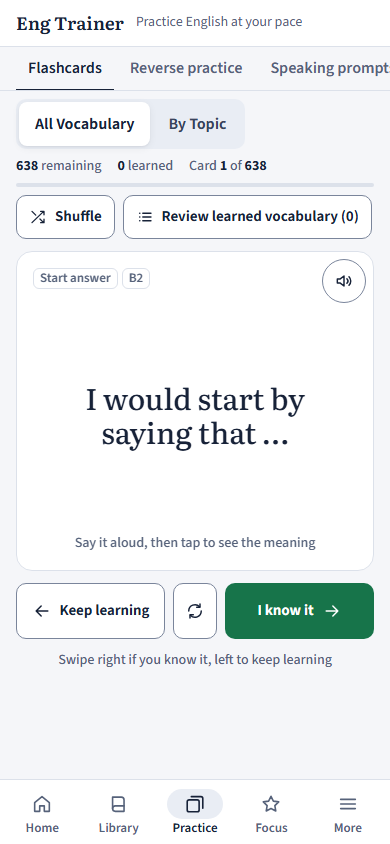 Eng Trainer Practice English at your pace
Flashcards Reverse practice Speaking prompts
All Vocabulary By Topic
638 remaining 0 learned Card 1 of 638
Shuffle Review learned vocabulary (0)
Start answer B2
I would start by
saying that ...
Say it aloud, then tap to see the meaning
Keep learning I know it
Swipe right if you know it, left to keep learning
Home Library Practice Focus More